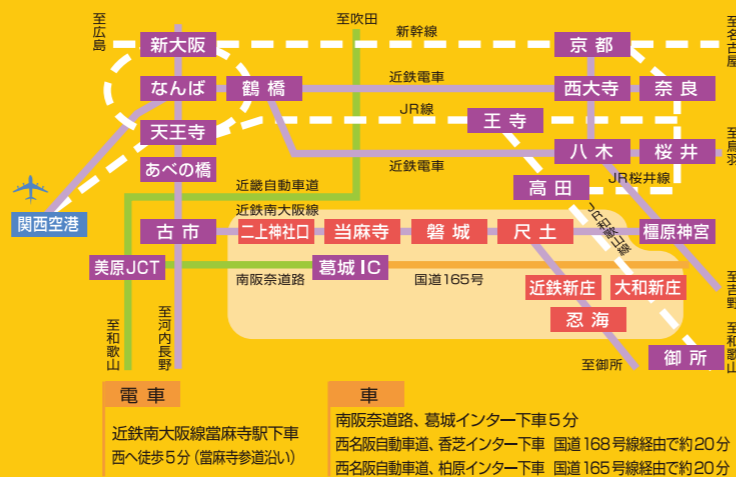 至広島
至吹田
新幹線
至名古屋
新大阪
京都
なんば
鶴橋
近鉄電車
西大寺
奈良
JR線
王寺
天王寺
八木
桜井
至鳥羽
近鉄電車
あべの橋
JR桜井線
高田
近畿自動車道
関西空港
近鉄南大阪線
JR和歌山線
古市
二上神社口
当麻寺
磐城
尺土
橿原神宮
美原JCT
南阪奈道路
葛城IC
国道165号
近鉄新庄
大和新庄
至吉野
忍海
至和歌山
至河内長野
至和歌山
御所
至御所
電車
近鉄南大阪線當麻寺駅下車
西へ徒歩5分(當麻寺参道沿い)
車
南阪奈道路、葛城インター下車5分
西名阪自動車道、香芝インター下車 国道168号線経由で約20分
西名阪自動車道、柏原インター下車 国道165号線経由で約20分